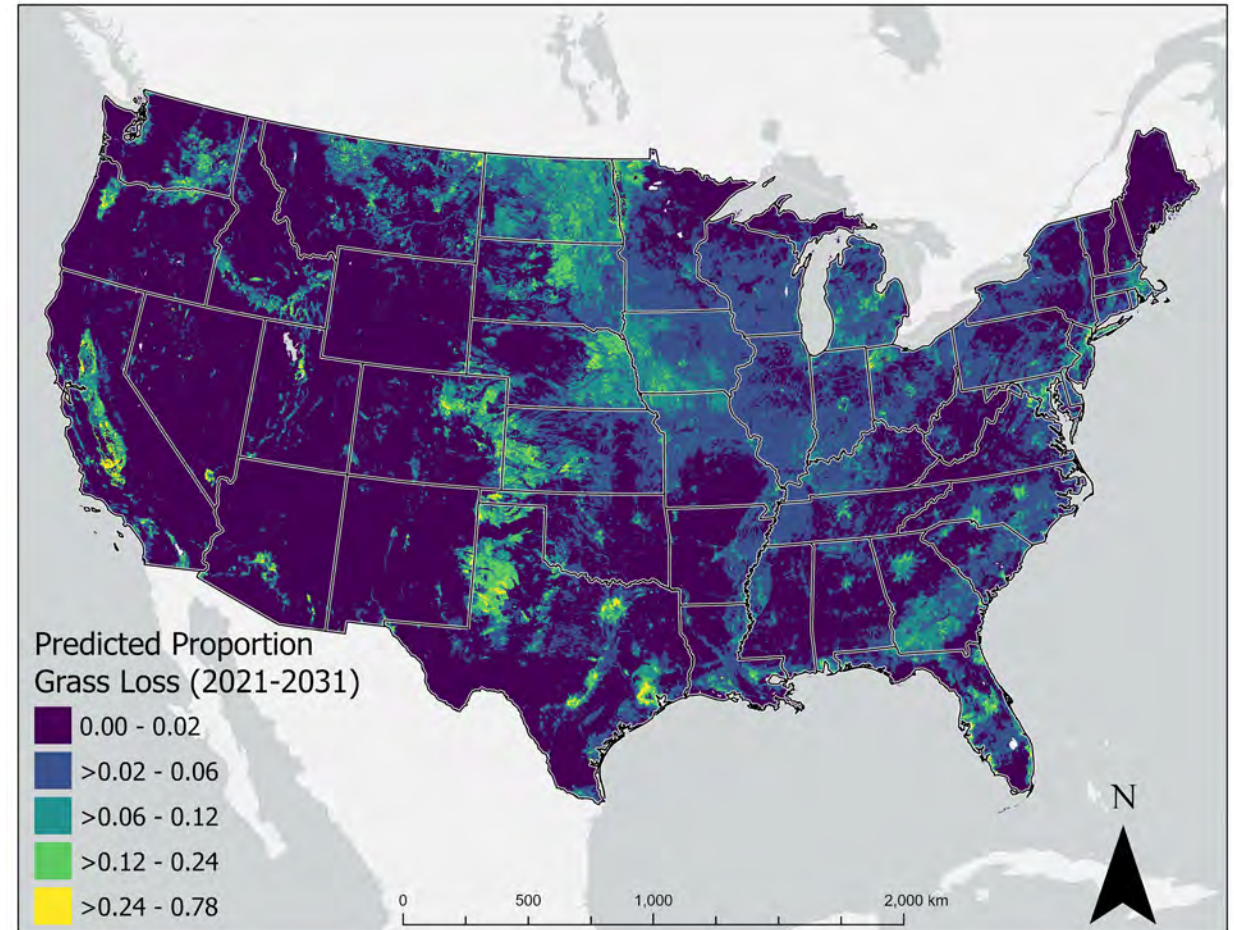 Predicted Proportion
Grass Loss (2021-2031)
0.00 - 0.02
>0.02 - 0.06
>0.06 - 0.12
>0.12 - 0.24
>0.24 - 0.78
0 500 1,000 2,000 km
N